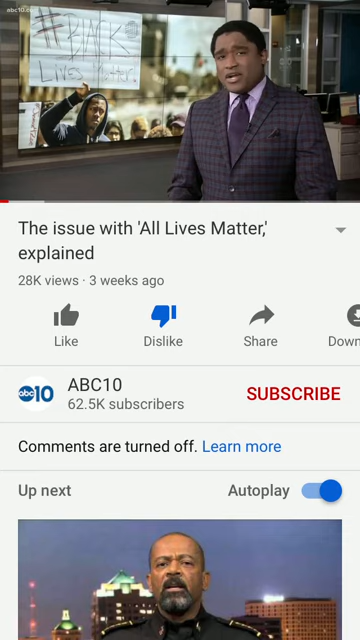 abc10.com
#BLACK
Lives Matter.
The issue with 'All Lives Matter,'
explained
28K views · 3 weeks ago
Like
Dislike
Share
Down
abc10
ABC10
62.5K subscribers
SUBSCRIBE
Comments are turned off. Learn more
Up next
Autoplay